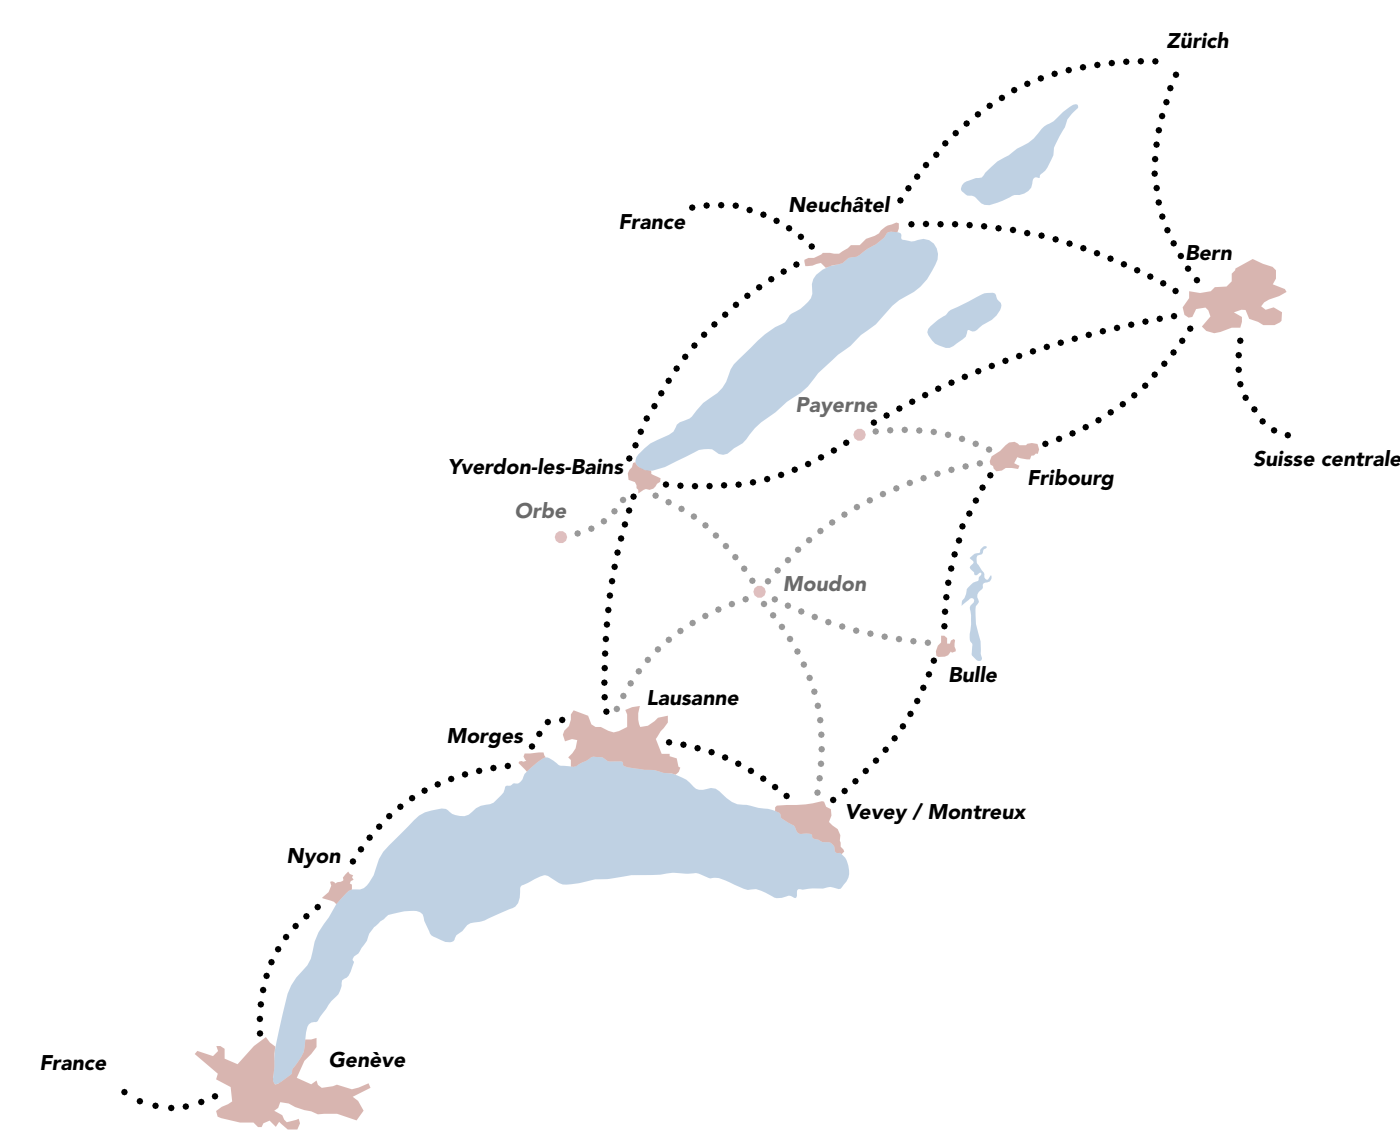 Zürich
Neuchâtel
France
Bern
Payerne
Suisse centrale
Yverdon-les-Bains
Fribourg
Orbe
Moudon
Bulle
Lausanne
Morges
Vevey / Montreux
Nyon
Genève
France